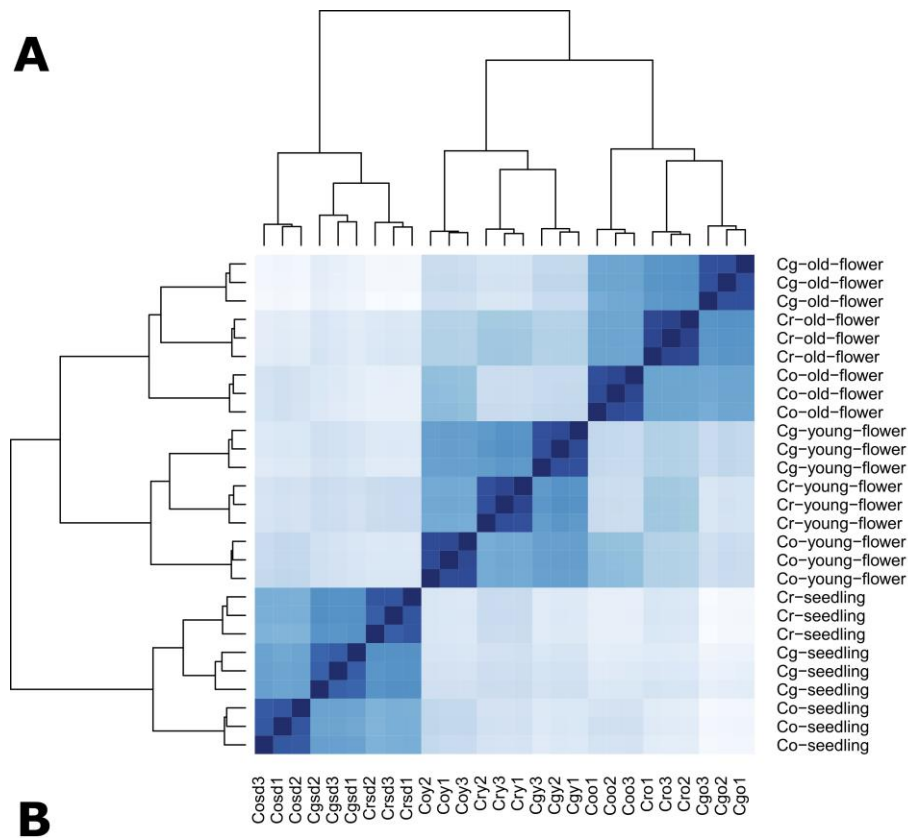 A
Cg-old-flower
Cg-old-flower
Cg-old-flower
Cr-old-flower
Cr-old-flower
Cr-old-flower
Co-old-flower
Co-old-flower
Co-old-flower
Cg-young-flower
Cg-young-flower
Cg-young-flower
Cr-young-flower
Cr-young-flower
Cr-young-flower
Co-young-flower
Co-young-flower
Co-young-flower
Cr-seedling
Cr-seedling
Cr-seedling
Cg-seedling
Cg-seedling
Cg-seedling
Co-seedling
Co-seedling
Co-seedling
Cosd3
Cosd1
Cosd2
Cgsd2
Cgsd3
Cgsd1
Crsd2
Crsd3
Crsd1
Coy2
Coy1
Coy3
Cry2
Cry3
Cry1
Cgy3
Cgy2
Cgy1
Coo1
Coo2
Coo3
Cro1
Cro3
Cro2
Cgo3
Cgo2
Cgo1
B